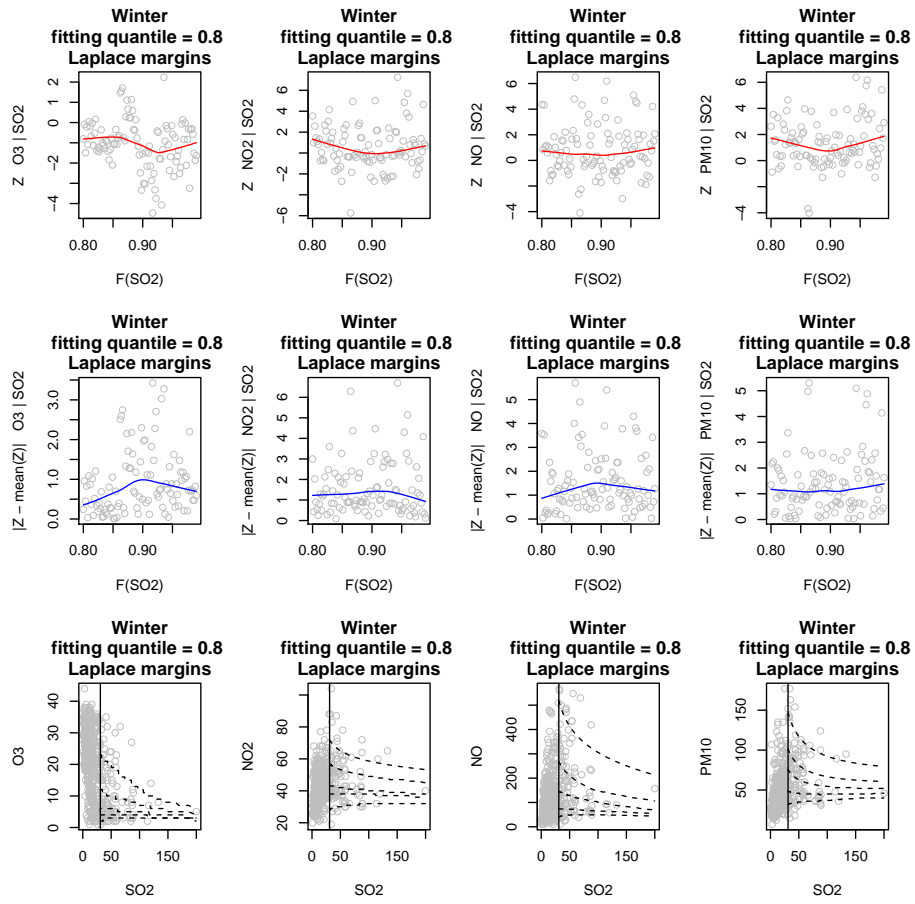 Winter
fitting quantile = 0.8
Laplace margins
Z O3 | SO2
2
0
−2
−4
0.80
0.90
F(SO2)
Winter
fitting quantile = 0.8
Laplace margins
Z NO2 | SO2
6
2
−2
−6
0.80
0.90
F(SO2)
Winter
fitting quantile = 0.8
Laplace margins
Z NO | SO2
6
4
2
0
−4
0.80
0.90
F(SO2)
Winter
fitting quantile = 0.8
Laplace margins
Z PM10 | SO2
6
4
2
0
−4
0.80
0.90
F(SO2)
Winter
fitting quantile = 0.8
Laplace margins
|Z − mean(Z)| O3 | SO2
3.0
2.0
1.0
0.0
0.80
0.90
F(SO2)
Winter
fitting quantile = 0.8
Laplace margins
|Z − mean(Z)| NO2 | SO2
6
5
4
3
2
1
0
0.80
0.90
F(SO2)
Winter
fitting quantile = 0.8
Laplace margins
|Z − mean(Z)| NO | SO2
5
4
3
2
1
0
0.80
0.90
F(SO2)
Winter
fitting quantile = 0.8
Laplace margins
|Z − mean(Z)| PM10 | SO2
5
4
3
2
1
0
0.80
0.90
F(SO2)
Winter
fitting quantile = 0.8
Laplace margins
O3
40
30
20
10
0
0
50
150
SO2
Winter
fitting quantile = 0.8
Laplace margins
NO2
80
60
40
20
0
50
150
SO2
Winter
fitting quantile = 0.8
Laplace margins
NO
400
200
0
0
50
150
SO2
Winter
fitting quantile = 0.8
Laplace margins
PM10
150
100
50
0
50
150
SO2